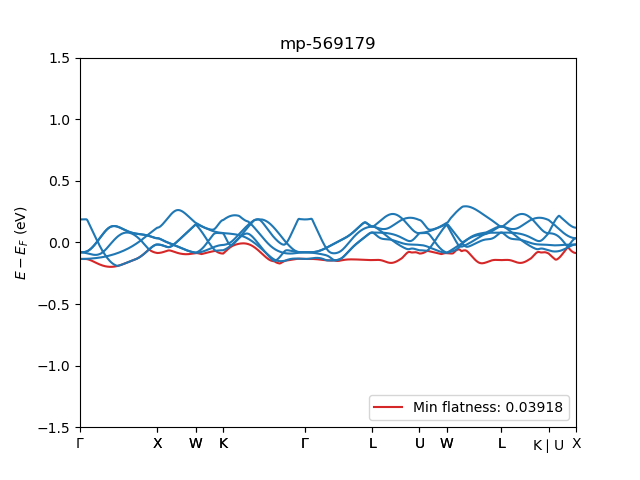 mp-569179
1.5
1.0
0.5
0.0
−0.5
−1.0
−1.5
E − E_F (eV)
Min flatness: 0.03918
Γ X W K Γ L U W L K | U X